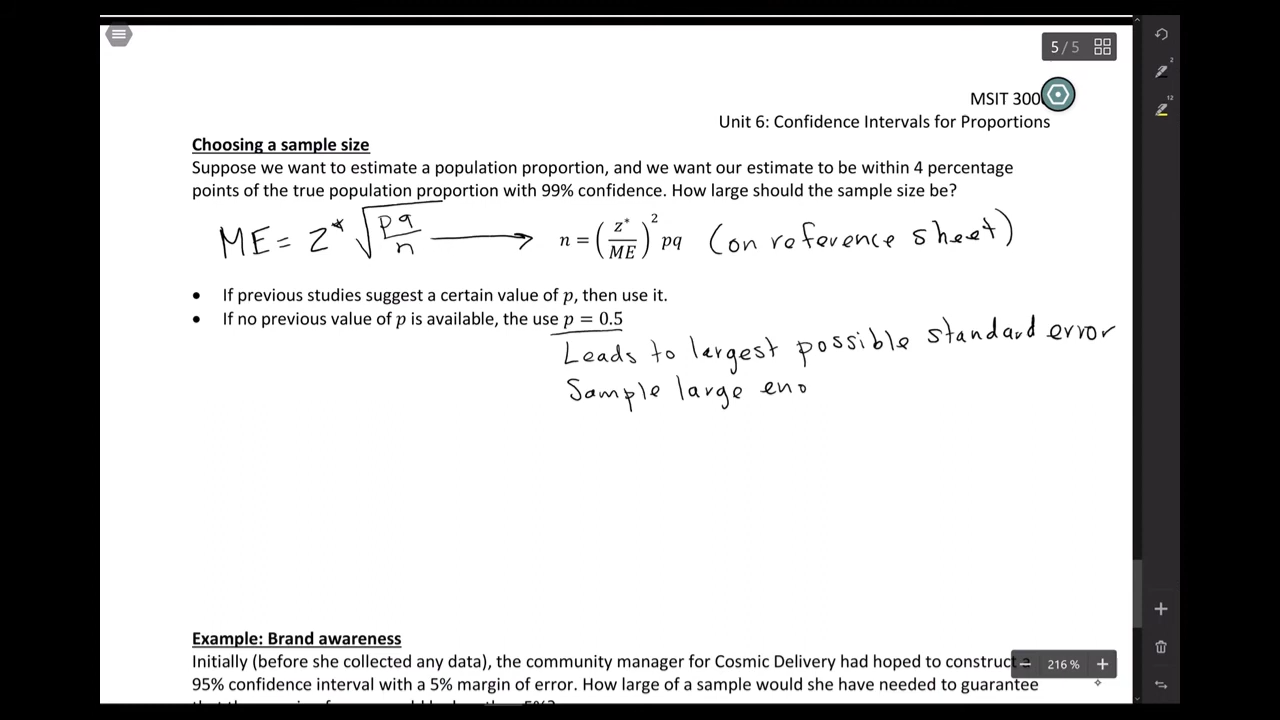 5 / 5
MSIT 300
Unit 6: Confidence Intervals for Proportions
Choosing a sample size
Suppose we want to estimate a population proportion, and we want our estimate to be within 4 percentage
points of the true population proportion with 99% confidence. How large should the sample size be?
ME = z* √(pq/n) → n = (z*/ME)² pq (on reference sheet)
• If previous studies suggest a certain value of p, then use it.
• If no previous value of p is available, the use p = 0.5
Leads to largest possible standard error
Sample large eno
Example: Brand awareness
Initially (before she collected any data), the community manager for Cosmic Delivery had hoped to construct a
95% confidence interval with a 5% margin of error. How large of a sample would she have needed to guarantee
216 %
2
12